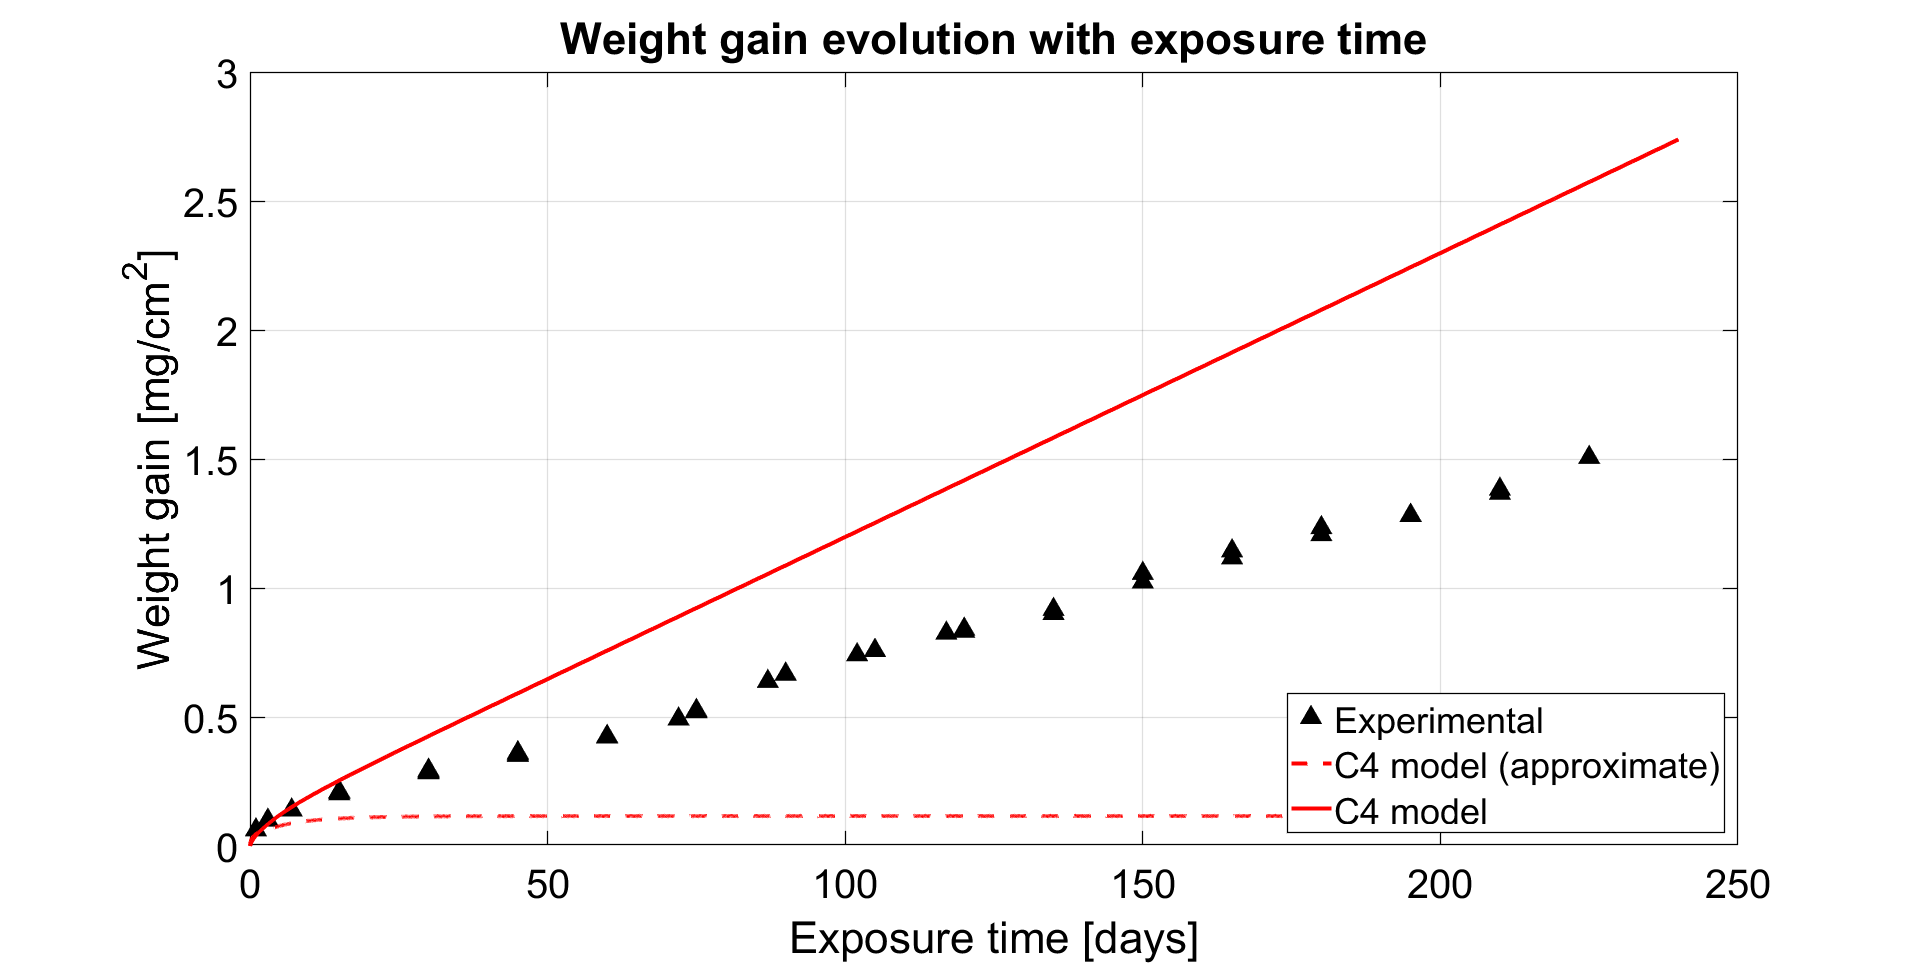 Weight gain evolution with exposure time
3
2.5
2
1.5
1
0.5
0
Weight gain [mg/cm²]
0 50 100 150 200 250
Exposure time [days]
Experimental
C4 model (approximate)
C4 model